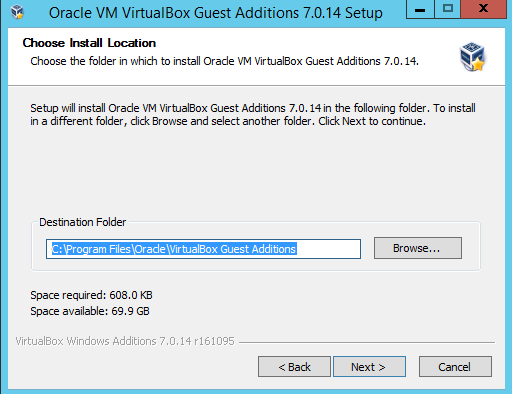 Oracle VM VirtualBox Guest Additions 7.0.14 Setup
Choose Install Location
Choose the folder in which to install Oracle VM VirtualBox Guest Additions 7.0.14.
Setup will install Oracle VM VirtualBox Guest Additions 7.0.14 in the following folder. To install
in a different folder, click Browse and select another folder. Click Next to continue.
Destination Folder
C:\Program Files\Oracle\VirtualBox Guest Additions
Browse...
Space required: 608.0 KB
Space available: 69.9 GB
VirtualBox Windows Additions 7.0.14 r161095
< Back
Next >
Cancel